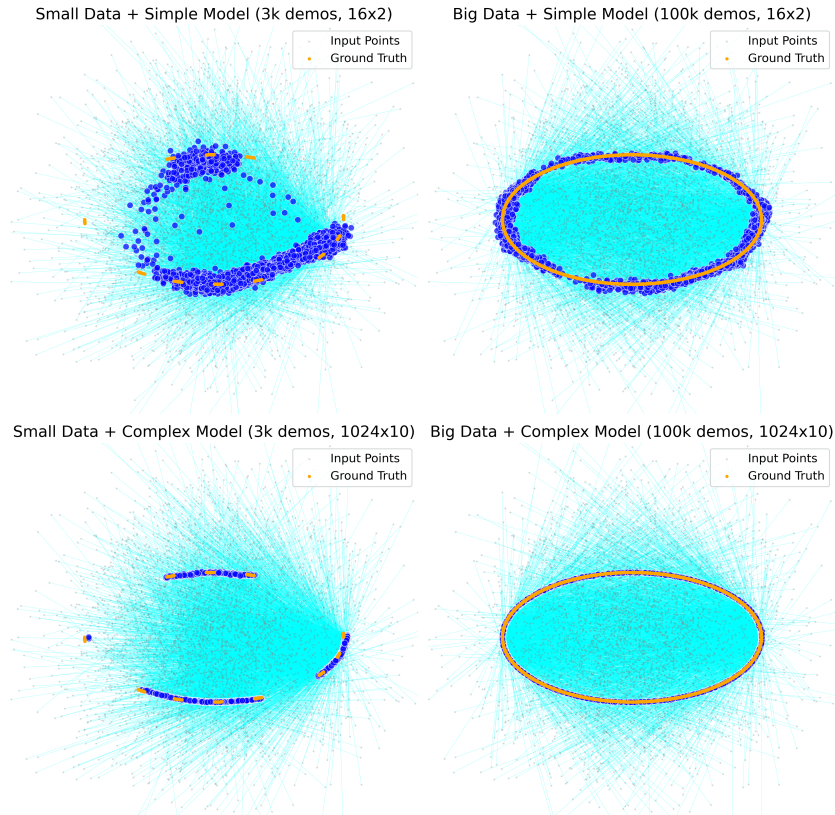 Small Data + Simple Model (3k demos, 16x2)
Input Points
Ground Truth
Big Data + Simple Model (100k demos, 16x2)
Input Points
Ground Truth
Small Data + Complex Model (3k demos, 1024x10)
Input Points
Ground Truth
Big Data + Complex Model (100k demos, 1024x10)
Input Points
Ground Truth